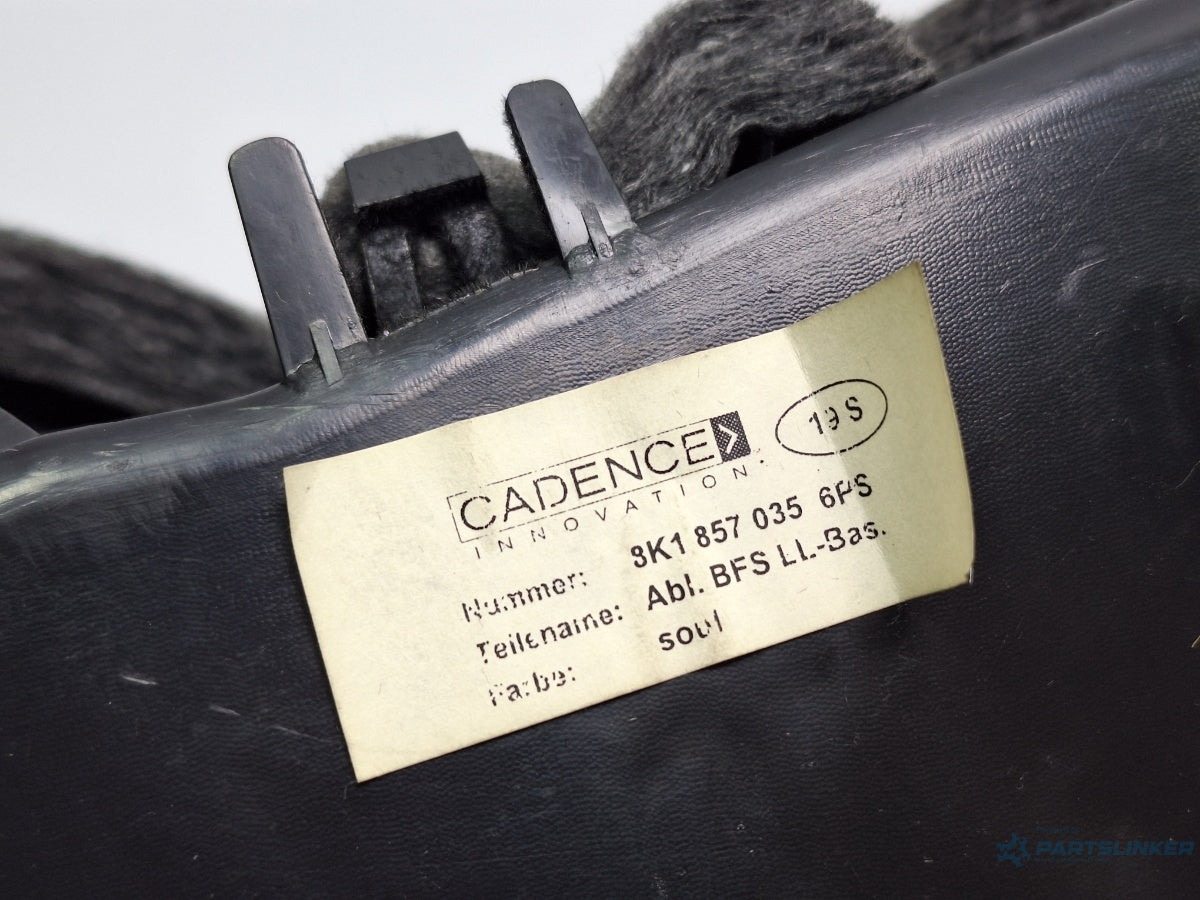 CADENCE
INNOVATION
19 S
Nummer: 8K1 857 035 6PS
Teilename: Abl. BFS LL-Bas.
Farbe: soul
PARTSLINKER